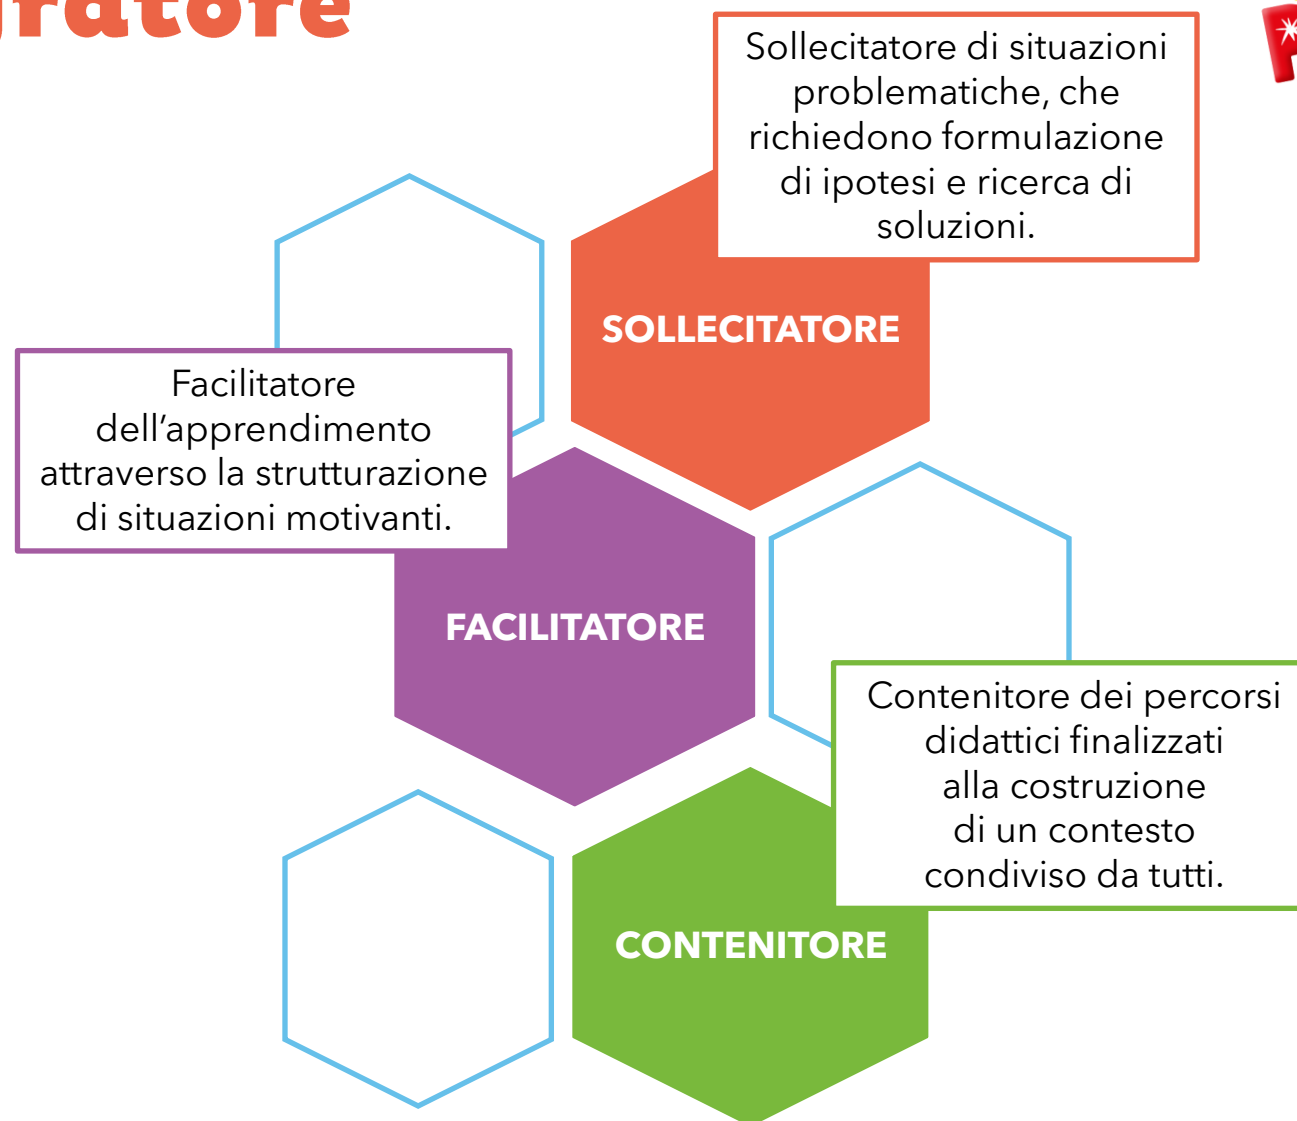 gratore
Sollecitatore di situazioni
problematiche, che
richiedono formulazione
di ipotesi e ricerca di
soluzioni.
SOLLECITATORE
Facilitatore
dell’apprendimento
attraverso la strutturazione
di situazioni motivanti.
FACILITATORE
Contenitore dei percorsi
didattici finalizzati
alla costruzione
di un contesto
condiviso da tutti.
CONTENITORE